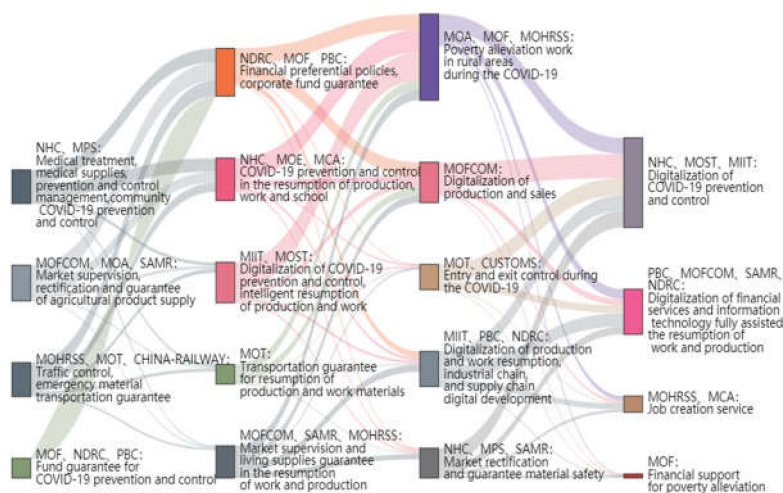 NHC、MPS:
Medical treatment,
medical supplies,
prevention and control
management,community
COVID-19 prevention
and control
MOFCOM、MOA、SAMR:
Market supervision,
rectification and guarantee
of agricultural product supply
MOHRSS、MOT、CHINA-RAILWAY:
Traffic control,
emergency material
transportation guarantee
MOF、NDRC、PBC:
Fund guarantee for
COVID-19 prevention and control
NDRC、MOF、PBC:
Financial preferential policies,
corporate fund guarantee
NHC、MOE、MCA:
COVID-19 prevention and control
in the resumption of production,
work and school
MIIT、MOST:
Digitalization of COVID-19
prevention and control,
intelligent resumption
of production and work
MOT:
Transportation guarantee
for resumption of
production and work materials
MOFCOM、SAMR、MOHRSS:
Market supervision and
living supplies guarantee
in the resumption
of work and production
MOA、MOF、MOHRSS:
Poverty alleviation work
in rural areas
during the COVID-19
MOFCOM:
Digitalization of
production and sales
MOT、CUSTOMS:
Entry and exit control during
the COVID-19
MIIT、PBC、NDRC:
Digitalization of production
and work resumption,
industrial chain,
and supply chain
digital development
NHC、MPS、SAMR:
Market rectification
and guarantee material safety
NHC、MOST、MIIT:
Digitalization of
COVID-19 prevention
and control
PBC、MOFCOM、SAMR、
NDRC:
Digitalization of financial
services and information
technology fully assisted
the resumption of
work and production
MOHRSS、MCA:
Job creation service
MOF:
Financial support
for poverty alleviation